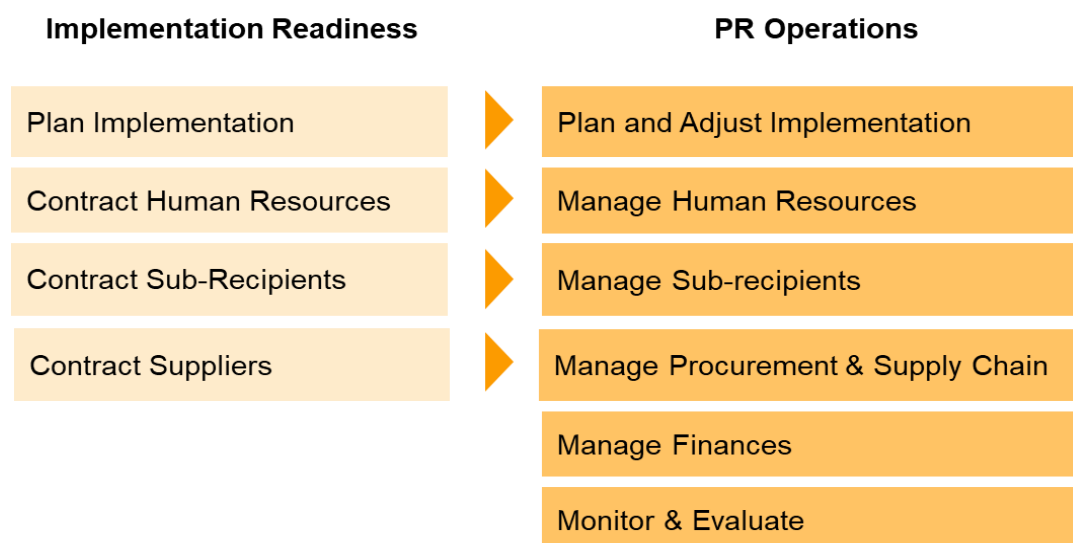 Implementation Readiness
PR Operations
Plan Implementation
Plan and Adjust Implementation
Contract Human Resources
Manage Human Resources
Contract Sub-Recipients
Manage Sub-recipients
Contract Suppliers
Manage Procurement & Supply Chain
Manage Finances
Monitor & Evaluate